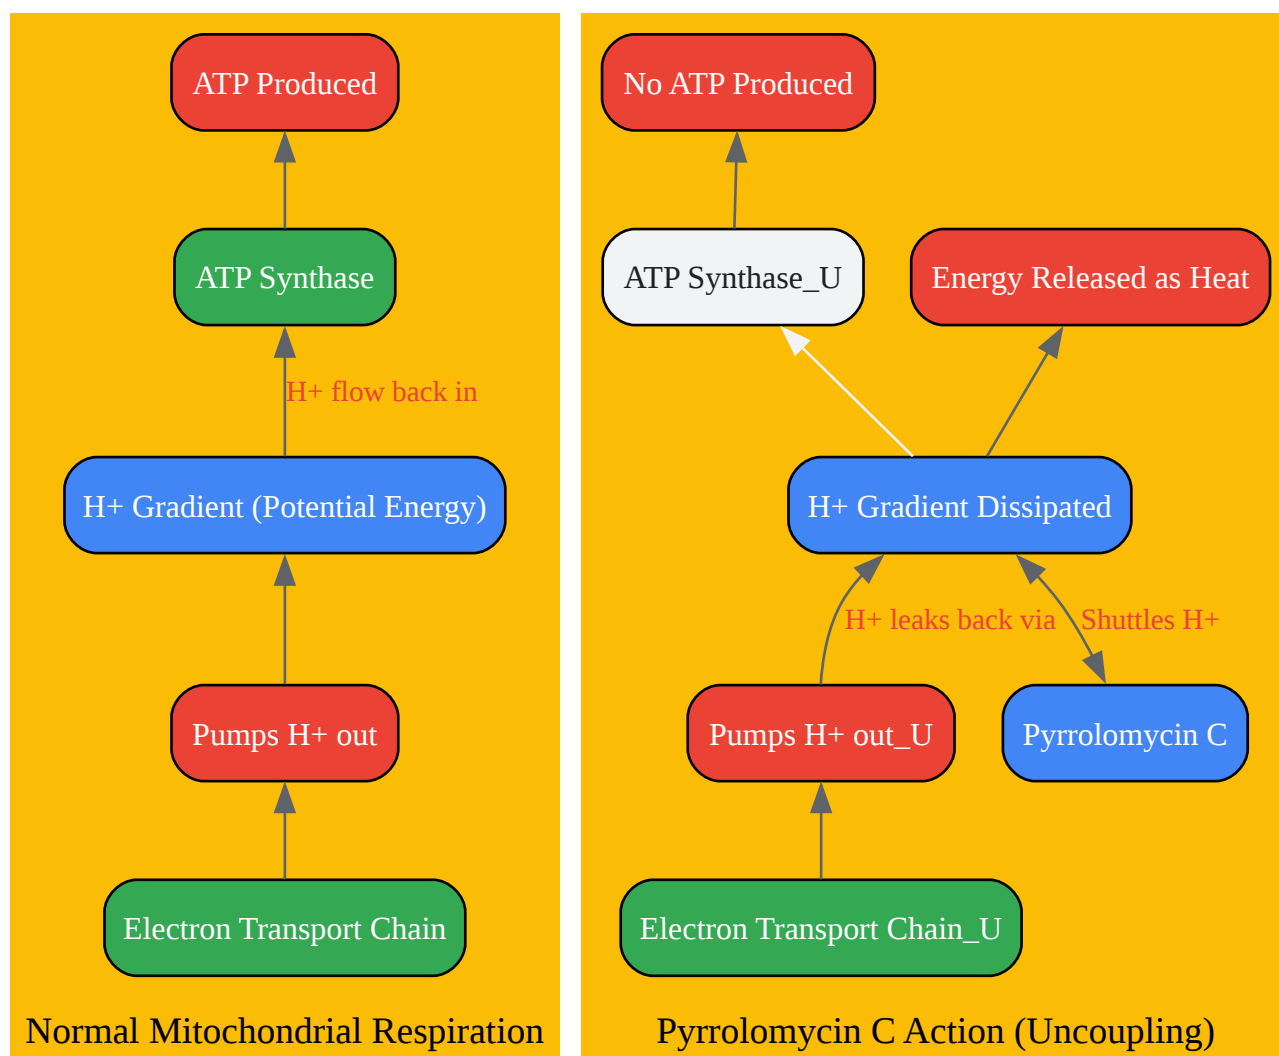 ATP Produced
ATP Synthase
H+ flow back in
H+ Gradient (Potential Energy)
Pumps H+ out
Electron Transport Chain
Normal Mitochondrial Respiration
No ATP Produced
ATP Synthase_U
Energy Released as Heat
H+ Gradient Dissipated
H+ leaks back via
Shuttles H+
Pumps H+ out_U
Pyrrolomycin C
Electron Transport Chain_U
Pyrrolomycin C Action (Uncoupling)